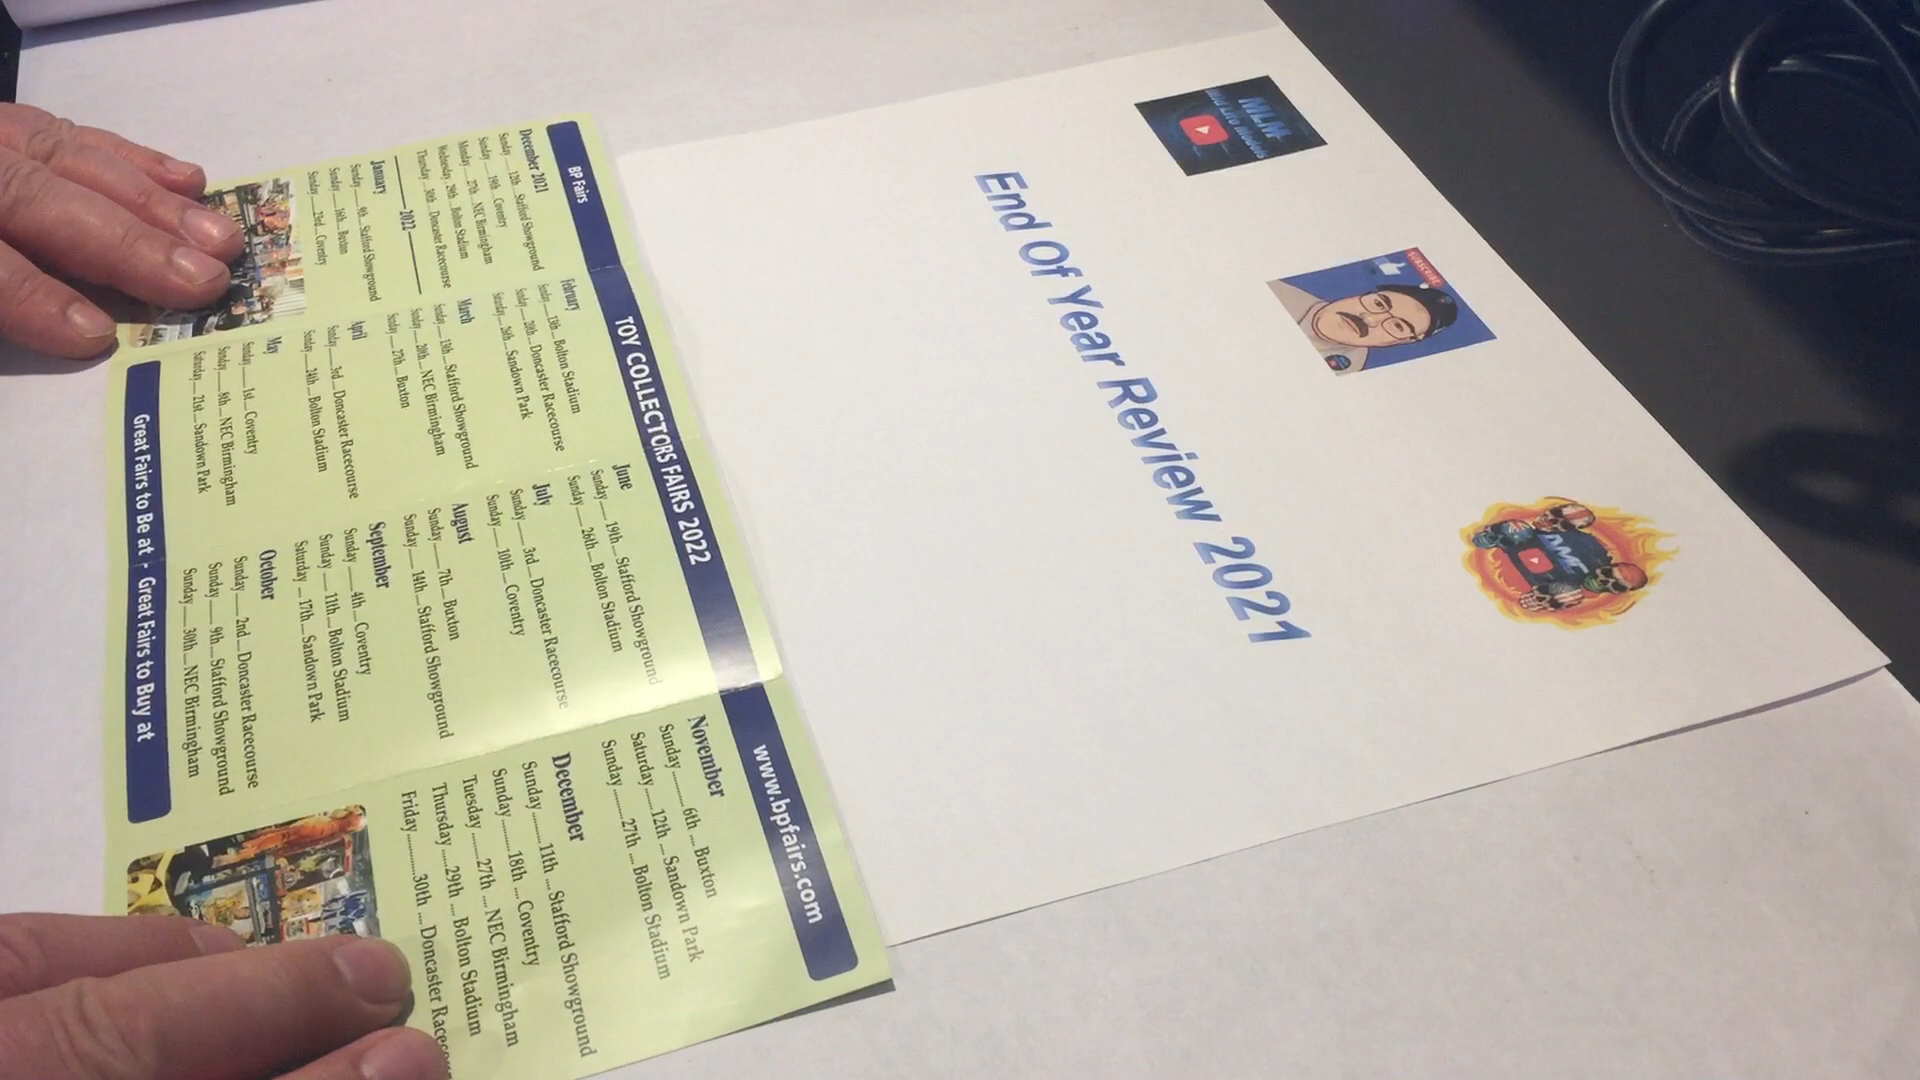 BP Fairs
TOY COLLECTORS FAIRS 2022
www.bpfairs.com
December 2021
Sunday ..... 12th ... Stafford Showground
Sunday ..... 19th ... Coventry
Monday ..... 27th ... NEC Birmingham
Wednesday ... 29th ... Bolton Stadium
Thursday ..... 30th ... Doncaster Racecourse
2022
January
Sunday ..... 9th ... Stafford Showground
Sunday ..... 16th ... Buxton
Sunday ..... 23rd ... Coventry
February
Sunday ..... 13th ... Bolton Stadium
Sunday ..... 20th ... Doncaster Racecourse
Saturday ..... 26th ... Sandown Park
March
Sunday ..... 13th ... Stafford Showground
Sunday ..... 20th ... NEC Birmingham
Sunday ..... 27th ... Buxton
April
Sunday ..... 3rd ... Doncaster Racecourse
Sunday ..... 24th ... Bolton Stadium
May
Sunday ..... 1st ... Coventry
Sunday ..... 8th ... NEC Birmingham
Saturday ..... 21st ... Sandown Park
June
Sunday ..... 19th ... Stafford Showground
Sunday ..... 26th ... Bolton Stadium
July
Sunday ..... 3rd ... Doncaster Racecourse
Sunday ..... 10th ... Coventry
August
Sunday ..... 7th ... Buxton
Sunday ..... 14th ... Stafford Showground
September
Sunday ..... 4th ... Coventry
Sunday ..... 11th ... Bolton Stadium
Saturday ..... 17th ... Sandown Park
October
Sunday ..... 2nd ... Doncaster Racecourse
Sunday ..... 9th ... Stafford Showground
Sunday ..... 30th ... NEC Birmingham
November
Sunday ..... 6th ... Buxton
Saturday ..... 12th ... Sandown Park
Sunday ..... 27th ... Bolton Stadium
December
Sunday ..... 11th ... Stafford Showground
Sunday ..... 18th ... Coventry
Tuesday ..... 27th ... NEC Birmingham
Thursday ..... 29th ... Bolton Stadium
Friday ..... 30th ... Doncaster
Great Fairs to Be at - Great Fairs to Buy at
MLM-
Mid Life Models
SUBSCRIBE
End Of Year Review 2021